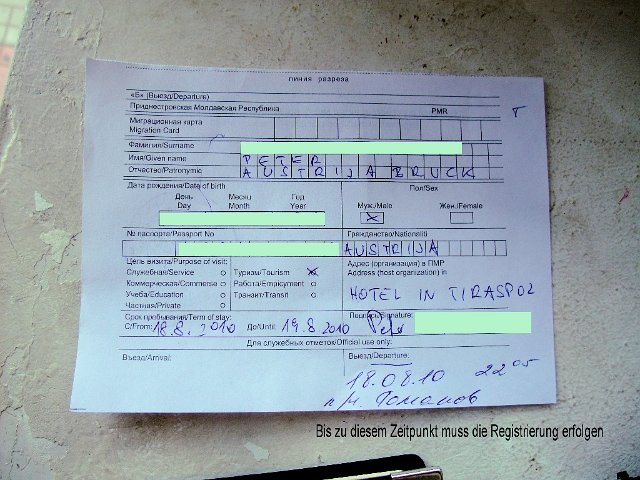 линия разреза
«Б» (Выезд/Departure)
Приднестровская Молдавская Республика PMR
Миграционная карта
Migration Card
Фамилия/Surname
Имя/Given name PETER
Отчество/Patronymic AUSTRIJA BRUCK
Дата рождения/Date of birth Пол/Sex
День Месяц Год Муж./Male Жен./Female
Day Month Year
№ паспорта/Passport No Гражданство/Nationaliti
AUSTRIJA
Цель визита/Purpose of visit: Адрес (организация) в ПМР
Служебная/Service Туризм/Tourism Address (host organization) in
Коммерческая/Commerse Работа/Employment
Учеба/Education Транзит/Transit HOTEL IN TIRASPOL
Частная/Private
Срок пребывания/Term of stay: Подпись/Signature
С/From: 18.8.2010 До/Until: 19.8.2010
Для служебных отметок/Official use only:
Въезд/Arrival: Выезд/Departure:
18.08.10 22 05
Bis zu diesem Zeitpunkt muss die Registrierung erfolgen